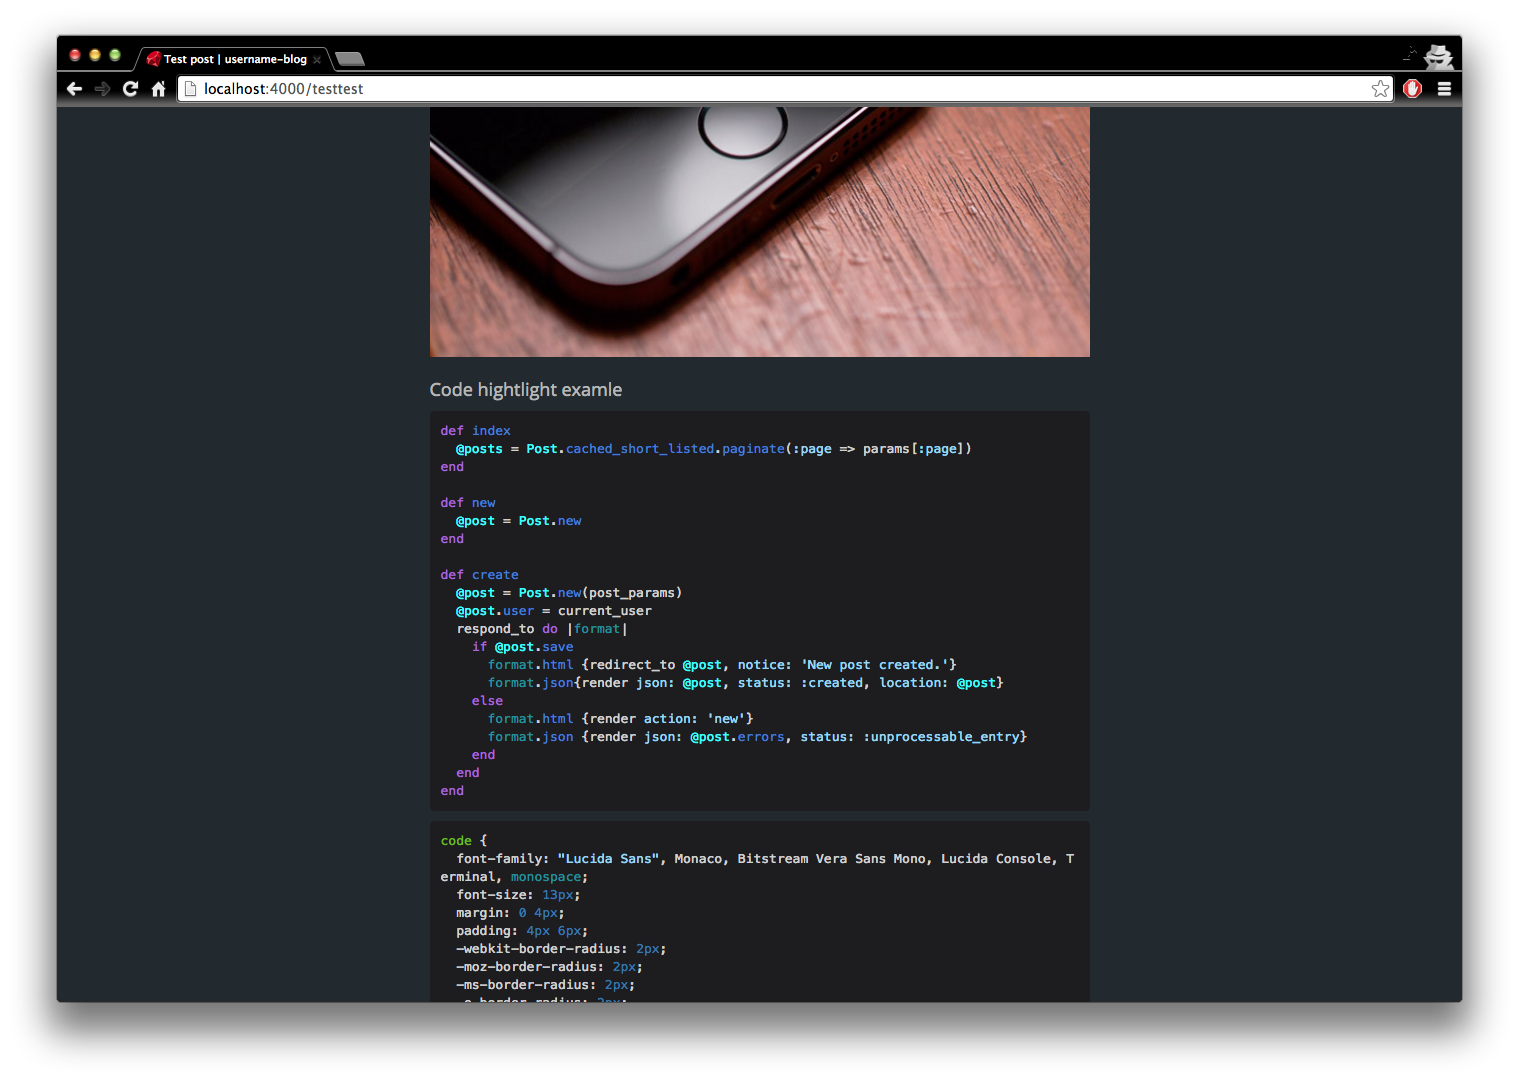 Test post | username-blog
localhost:4000/testtest
Code hightlight examle
def index
  @posts = Post.cached_short_listed.paginate(:page => params[:page])
end
def new
  @post = Post.new
end
def create
  @post = Post.new(post_params)
  @post.user = current_user
  respond_to do |format|
    if @post.save
      format.html {redirect_to @post, notice: 'New post created.'}
      format.json{render json: @post, status: :created, location: @post}
    else
      format.html {render action: 'new'}
      format.json {render json: @post.errors, status: :unprocessable_entry}
    end
  end
end
code {
  font-family: "Lucida Sans", Monaco, Bitstream Vera Sans Mono, Lucida Console, T
erminal, monospace;
  font-size: 13px;
  margin: 0 4px;
  padding: 4px 6px;
  -webkit-border-radius: 2px;
  -moz-border-radius: 2px;
  -ms-border-radius: 2px;
  -o-border-radius: 2px;